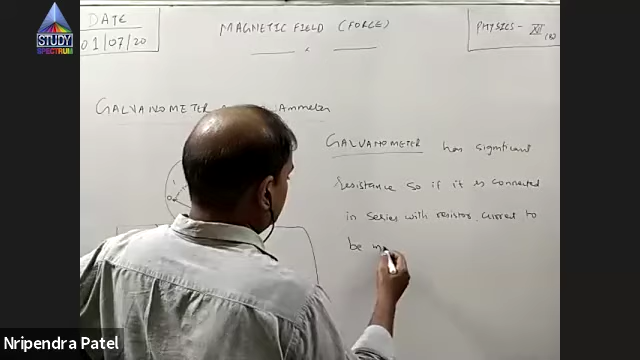 STUDY
SPECTRUM
DATE
01/07/20
MAGNETIC FIELD (FORCE)
PHYSICS - XII
(B)
GALVANOMETER Ammeter
GALVANOMETER has significant
resistance so if it is connected
in series with resistor, current to
be
Nripendra Patel